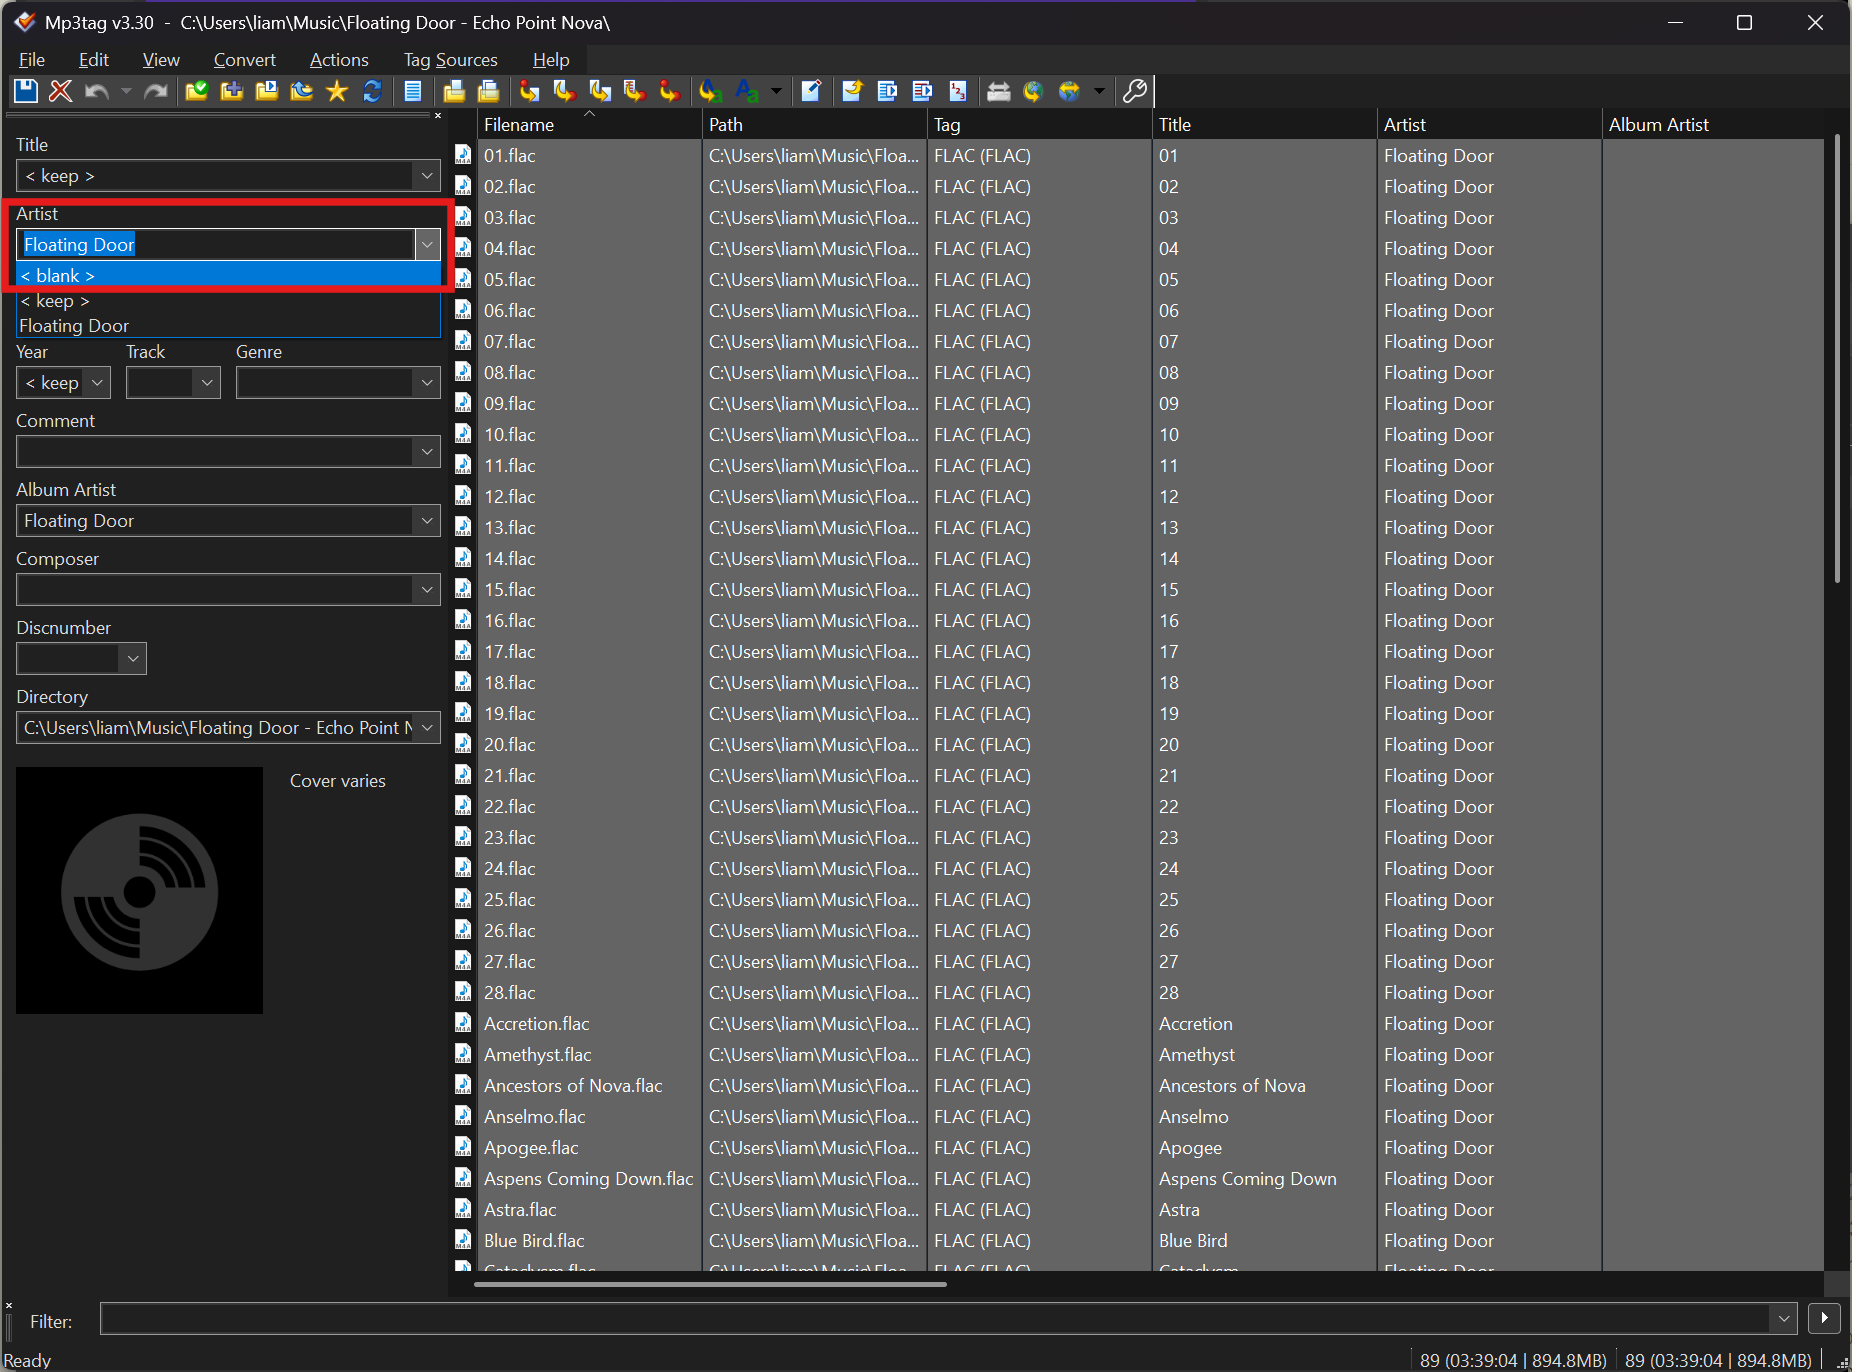 Mp3tag v3.30 - C:\Users\liam\Music\Floating Door - Echo Point Nova\
File Edit View Convert Actions Tag Sources Help
Title
< keep >
Artist
Floating Door
< blank >
< keep >
Floating Door
Year Track Genre
< keep
Comment
Album Artist
Floating Door
Composer
Discnumber
Directory
C:\Users\liam\Music\Floating Door - Echo Point N
Cover varies
Filename Path Tag Title Artist Album Artist
01.flac C:\Users\liam\Music\Floa... FLAC (FLAC) 01 Floating Door
02.flac C:\Users\liam\Music\Floa... FLAC (FLAC) 02 Floating Door
03.flac C:\Users\liam\Music\Floa... FLAC (FLAC) 03 Floating Door
04.flac C:\Users\liam\Music\Floa... FLAC (FLAC) 04 Floating Door
05.flac C:\Users\liam\Music\Floa... FLAC (FLAC) 05 Floating Door
06.flac C:\Users\liam\Music\Floa... FLAC (FLAC) 06 Floating Door
07.flac C:\Users\liam\Music\Floa... FLAC (FLAC) 07 Floating Door
08.flac C:\Users\liam\Music\Floa... FLAC (FLAC) 08 Floating Door
09.flac C:\Users\liam\Music\Floa... FLAC (FLAC) 09 Floating Door
10.flac C:\Users\liam\Music\Floa... FLAC (FLAC) 10 Floating Door
11.flac C:\Users\liam\Music\Floa... FLAC (FLAC) 11 Floating Door
12.flac C:\Users\liam\Music\Floa... FLAC (FLAC) 12 Floating Door
13.flac C:\Users\liam\Music\Floa... FLAC (FLAC) 13 Floating Door
14.flac C:\Users\liam\Music\Floa... FLAC (FLAC) 14 Floating Door
15.flac C:\Users\liam\Music\Floa... FLAC (FLAC) 15 Floating Door
16.flac C:\Users\liam\Music\Floa... FLAC (FLAC) 16 Floating Door
17.flac C:\Users\liam\Music\Floa... FLAC (FLAC) 17 Floating Door
18.flac C:\Users\liam\Music\Floa... FLAC (FLAC) 18 Floating Door
19.flac C:\Users\liam\Music\Floa... FLAC (FLAC) 19 Floating Door
20.flac C:\Users\liam\Music\Floa... FLAC (FLAC) 20 Floating Door
21.flac C:\Users\liam\Music\Floa... FLAC (FLAC) 21 Floating Door
22.flac C:\Users\liam\Music\Floa... FLAC (FLAC) 22 Floating Door
23.flac C:\Users\liam\Music\Floa... FLAC (FLAC) 23 Floating Door
24.flac C:\Users\liam\Music\Floa... FLAC (FLAC) 24 Floating Door
25.flac C:\Users\liam\Music\Floa... FLAC (FLAC) 25 Floating Door
26.flac C:\Users\liam\Music\Floa... FLAC (FLAC) 26 Floating Door
27.flac C:\Users\liam\Music\Floa... FLAC (FLAC) 27 Floating Door
28.flac C:\Users\liam\Music\Floa... FLAC (FLAC) 28 Floating Door
Accretion.flac C:\Users\liam\Music\Floa... FLAC (FLAC) Accretion Floating Door
Amethyst.flac C:\Users\liam\Music\Floa... FLAC (FLAC) Amethyst Floating Door
Ancestors of Nova.flac C:\Users\liam\Music\Floa... FLAC (FLAC) Ancestors of Nova Floating Door
Anselmo.flac C:\Users\liam\Music\Floa... FLAC (FLAC) Anselmo Floating Door
Apogee.flac C:\Users\liam\Music\Floa... FLAC (FLAC) Apogee Floating Door
Aspens Coming Down.flac C:\Users\liam\Music\Floa... FLAC (FLAC) Aspens Coming Down Floating Door
Astra.flac C:\Users\liam\Music\Floa... FLAC (FLAC) Astra Floating Door
Blue Bird.flac C:\Users\liam\Music\Floa... FLAC (FLAC) Blue Bird Floating Door
Cataclysm.flac C:\Users\liam\Music\Floa... FLAC (FLAC) Cataclysm Floating Door
Filter:
Ready
89 (03:39:04 | 894.8MB) 89 (03:39:04 | 894.8MB)